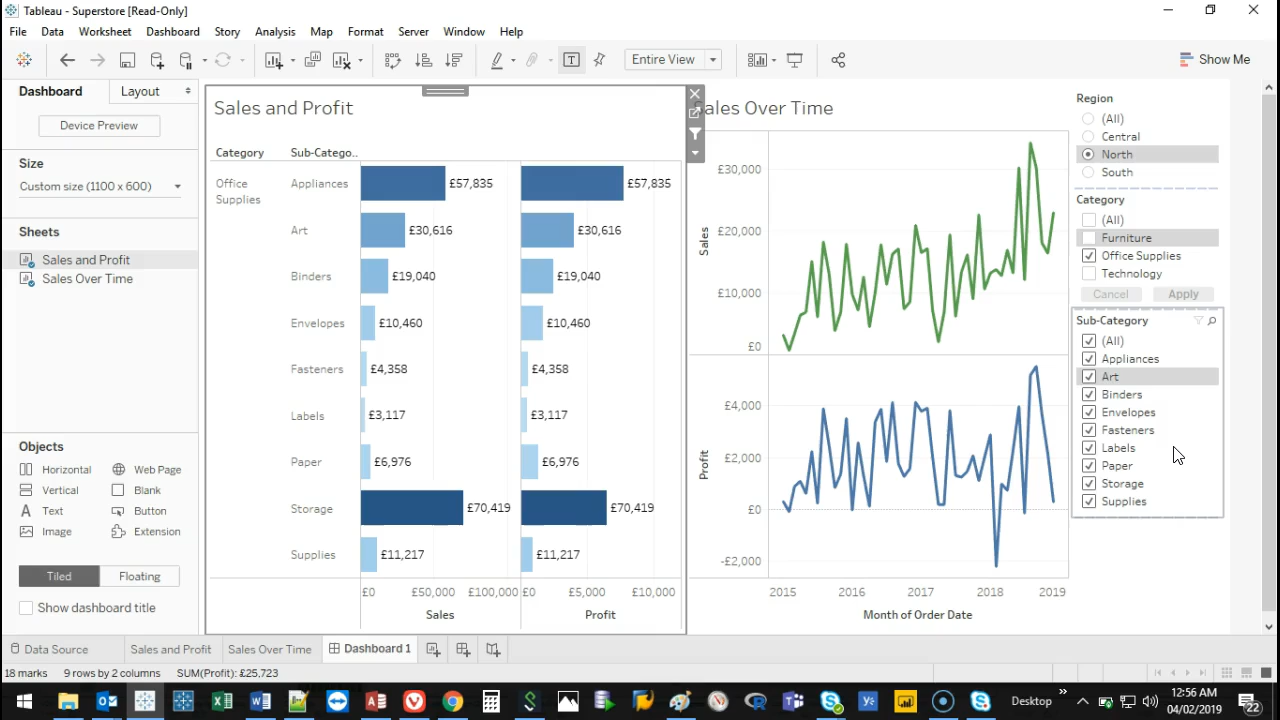 Tableau - Superstore [Read-Only]
File Data Worksheet Dashboard Story Analysis Map Format Server Window Help
Entire View
Show Me
Dashboard Layout
Device Preview
Size
Custom size (1100 x 600)
Sheets
Sales and Profit
Sales Over Time
Objects
Horizontal Web Page
Vertical Blank
Text Button
Image Extension
Tiled Floating
Show dashboard title
Sales and Profit
Category Sub-Catego..
Office Supplies
Appliances £57,835 £57,835
Art £30,616 £30,616
Binders £19,040 £19,040
Envelopes £10,460 £10,460
Fasteners £4,358 £4,358
Labels £3,117 £3,117
Paper £6,976 £6,976
Storage £70,419 £70,419
Supplies £11,217 £11,217
£0 £50,000 £100,000 £0 £5,000 £10,000
Sales Profit
Sales Over Time
Sales
£30,000
£20,000
£10,000
£0
Profit
£4,000
£2,000
£0
-£2,000
2015 2016 2017 2018 2019
Month of Order Date
Region
(All)
Central
North
South
Category
(All)
Furniture
Office Supplies
Technology
Cancel Apply
Sub-Category
(All)
Appliances
Art
Binders
Envelopes
Fasteners
Labels
Paper
Storage
Supplies
Data Source Sales and Profit Sales Over Time Dashboard 1
18 marks 9 rows by 2 columns SUM(Profit): £25,723
Desktop
12:56 AM
04/02/2019
22